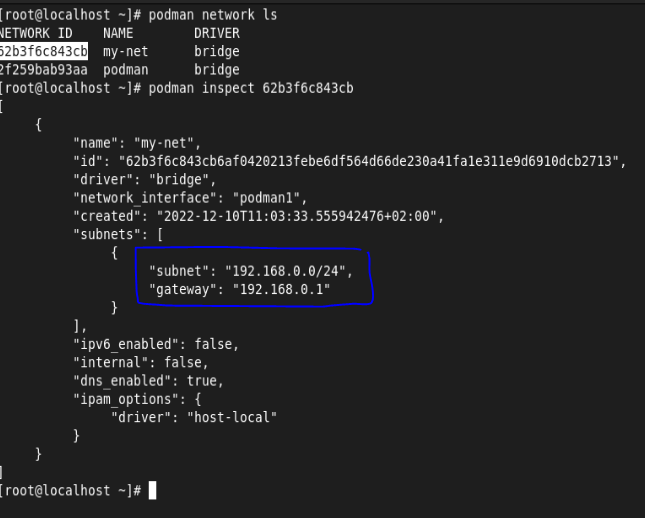 [root@localhost ~]# podman network ls
NETWORK ID    NAME        DRIVER
62b3f6c843cb  my-net      bridge
2f259bab93aa  podman      bridge
[root@localhost ~]# podman inspect 62b3f6c843cb
[
     {
          "name": "my-net",
          "id": "62b3f6c843cb6af0420213febe6df564d66de230a41fa1e311e9d6910dcb2713",
          "driver": "bridge",
          "network_interface": "podman1",
          "created": "2022-12-10T11:03:33.555942476+02:00",
          "subnets": [
               {
                    "subnet": "192.168.0.0/24",
                    "gateway": "192.168.0.1"
               }
          ],
          "ipv6_enabled": false,
          "internal": false,
          "dns_enabled": true,
          "ipam_options": {
               "driver": "host-local"
          }
     }
]
[root@localhost ~]#